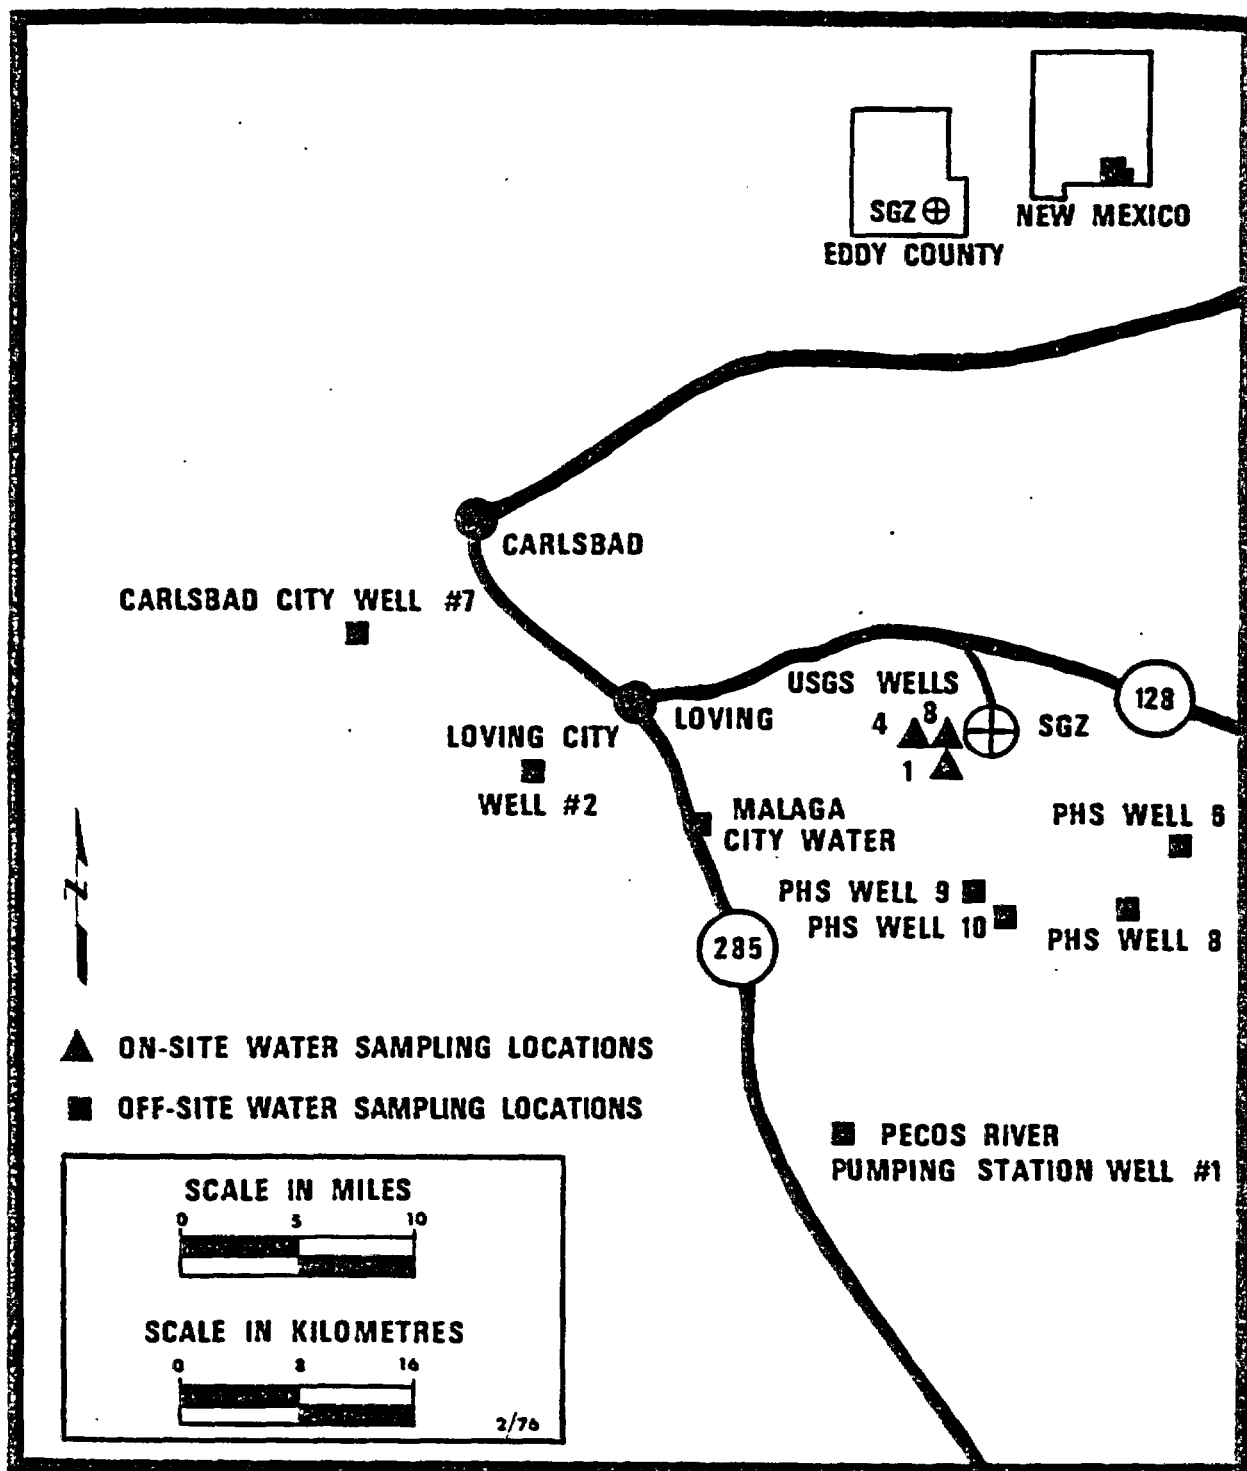 SGZ
EDDY COUNTY
NEW MEXICO
CARLSBAD
CARLSBAD CITY WELL #7
USGS WELLS
128
4
8
SGZ
LOVING
LOVING CITY
WELL #2
1
MALAGA
CITY WATER
PHS WELL 6
PHS WELL 9
PHS WELL 10
PHS WELL 8
285
N
ON-SITE WATER SAMPLING LOCATIONS
OFF-SITE WATER SAMPLING LOCATIONS
PECOS RIVER
PUMPING STATION WELL #1
SCALE IN MILES
0 5 10
SCALE IN KILOMETRES
0 8 16
2/76